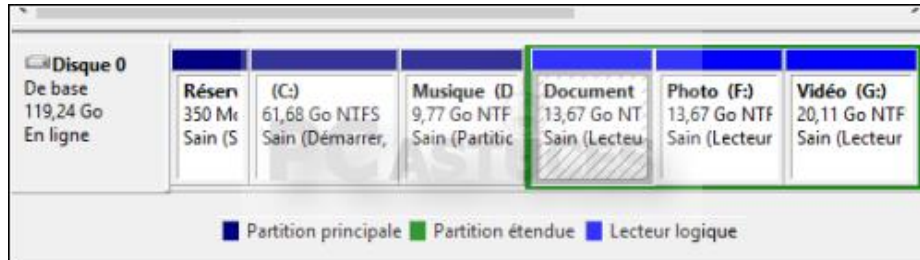 Disque 0
De base
119,24 Go
En ligne
Réserv
350 Mo
Sain (S
(C:)
61,68 Go NTFS
Sain (Démarrer,
Musique (D
9,77 Go NTF
Sain (Partitic
Document
13,67 Go NT
Sain (Lecteu
Photo (F:)
13,67 Go NTF
Sain (Lecteur
Vidéo (G:)
20,11 Go NTF
Sain (Lecteur
Partition principale Partition étendue Lecteur logique